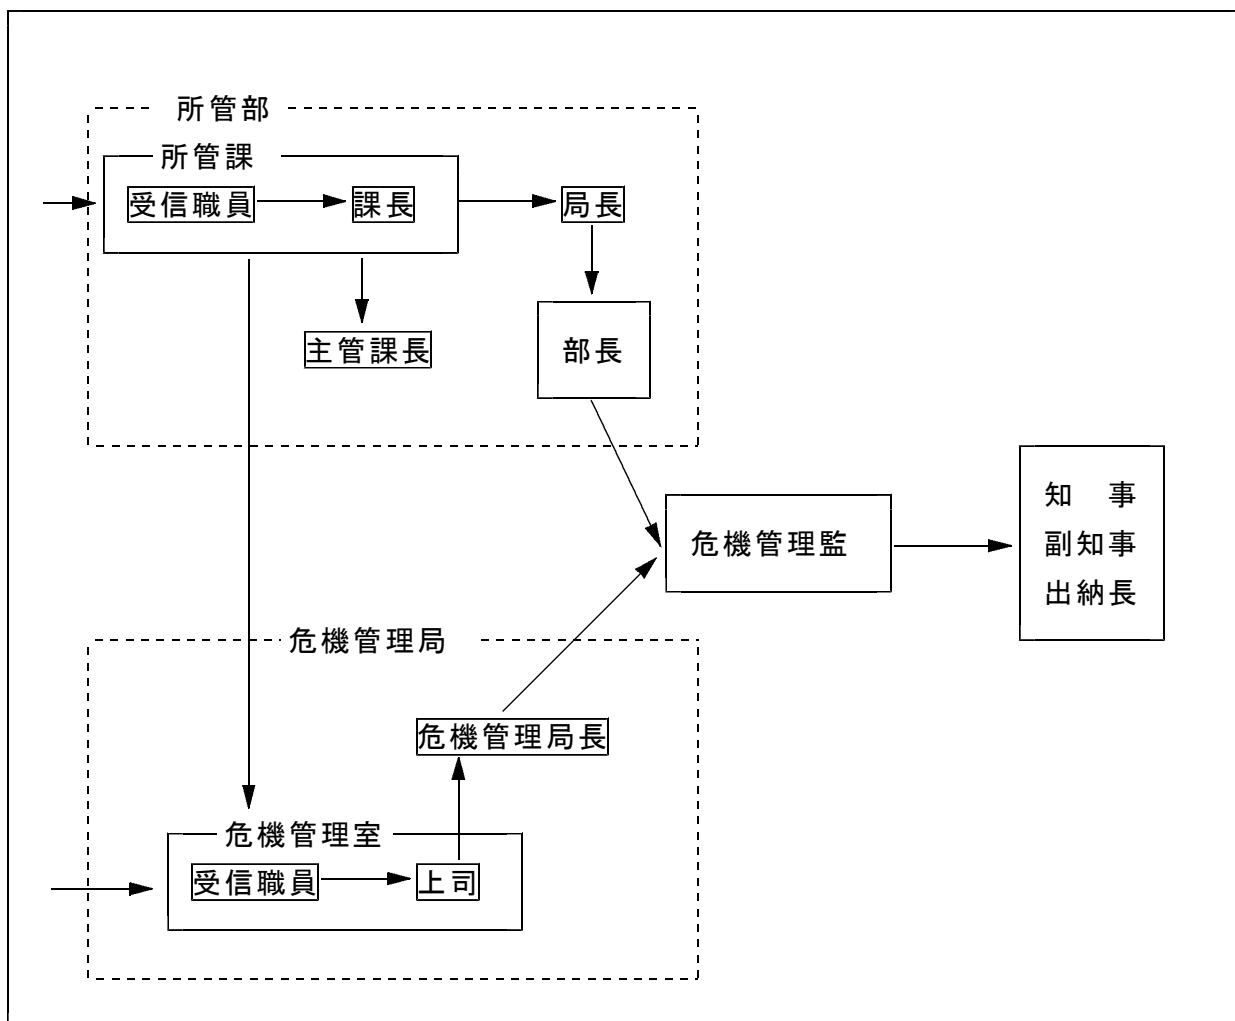 所管部
所管課
受信職員
課長
局長
主管課長
部長
知　事
副知事
出納長
危機管理監
危機管理局
危機管理局長
危機管理室
受信職員
上司